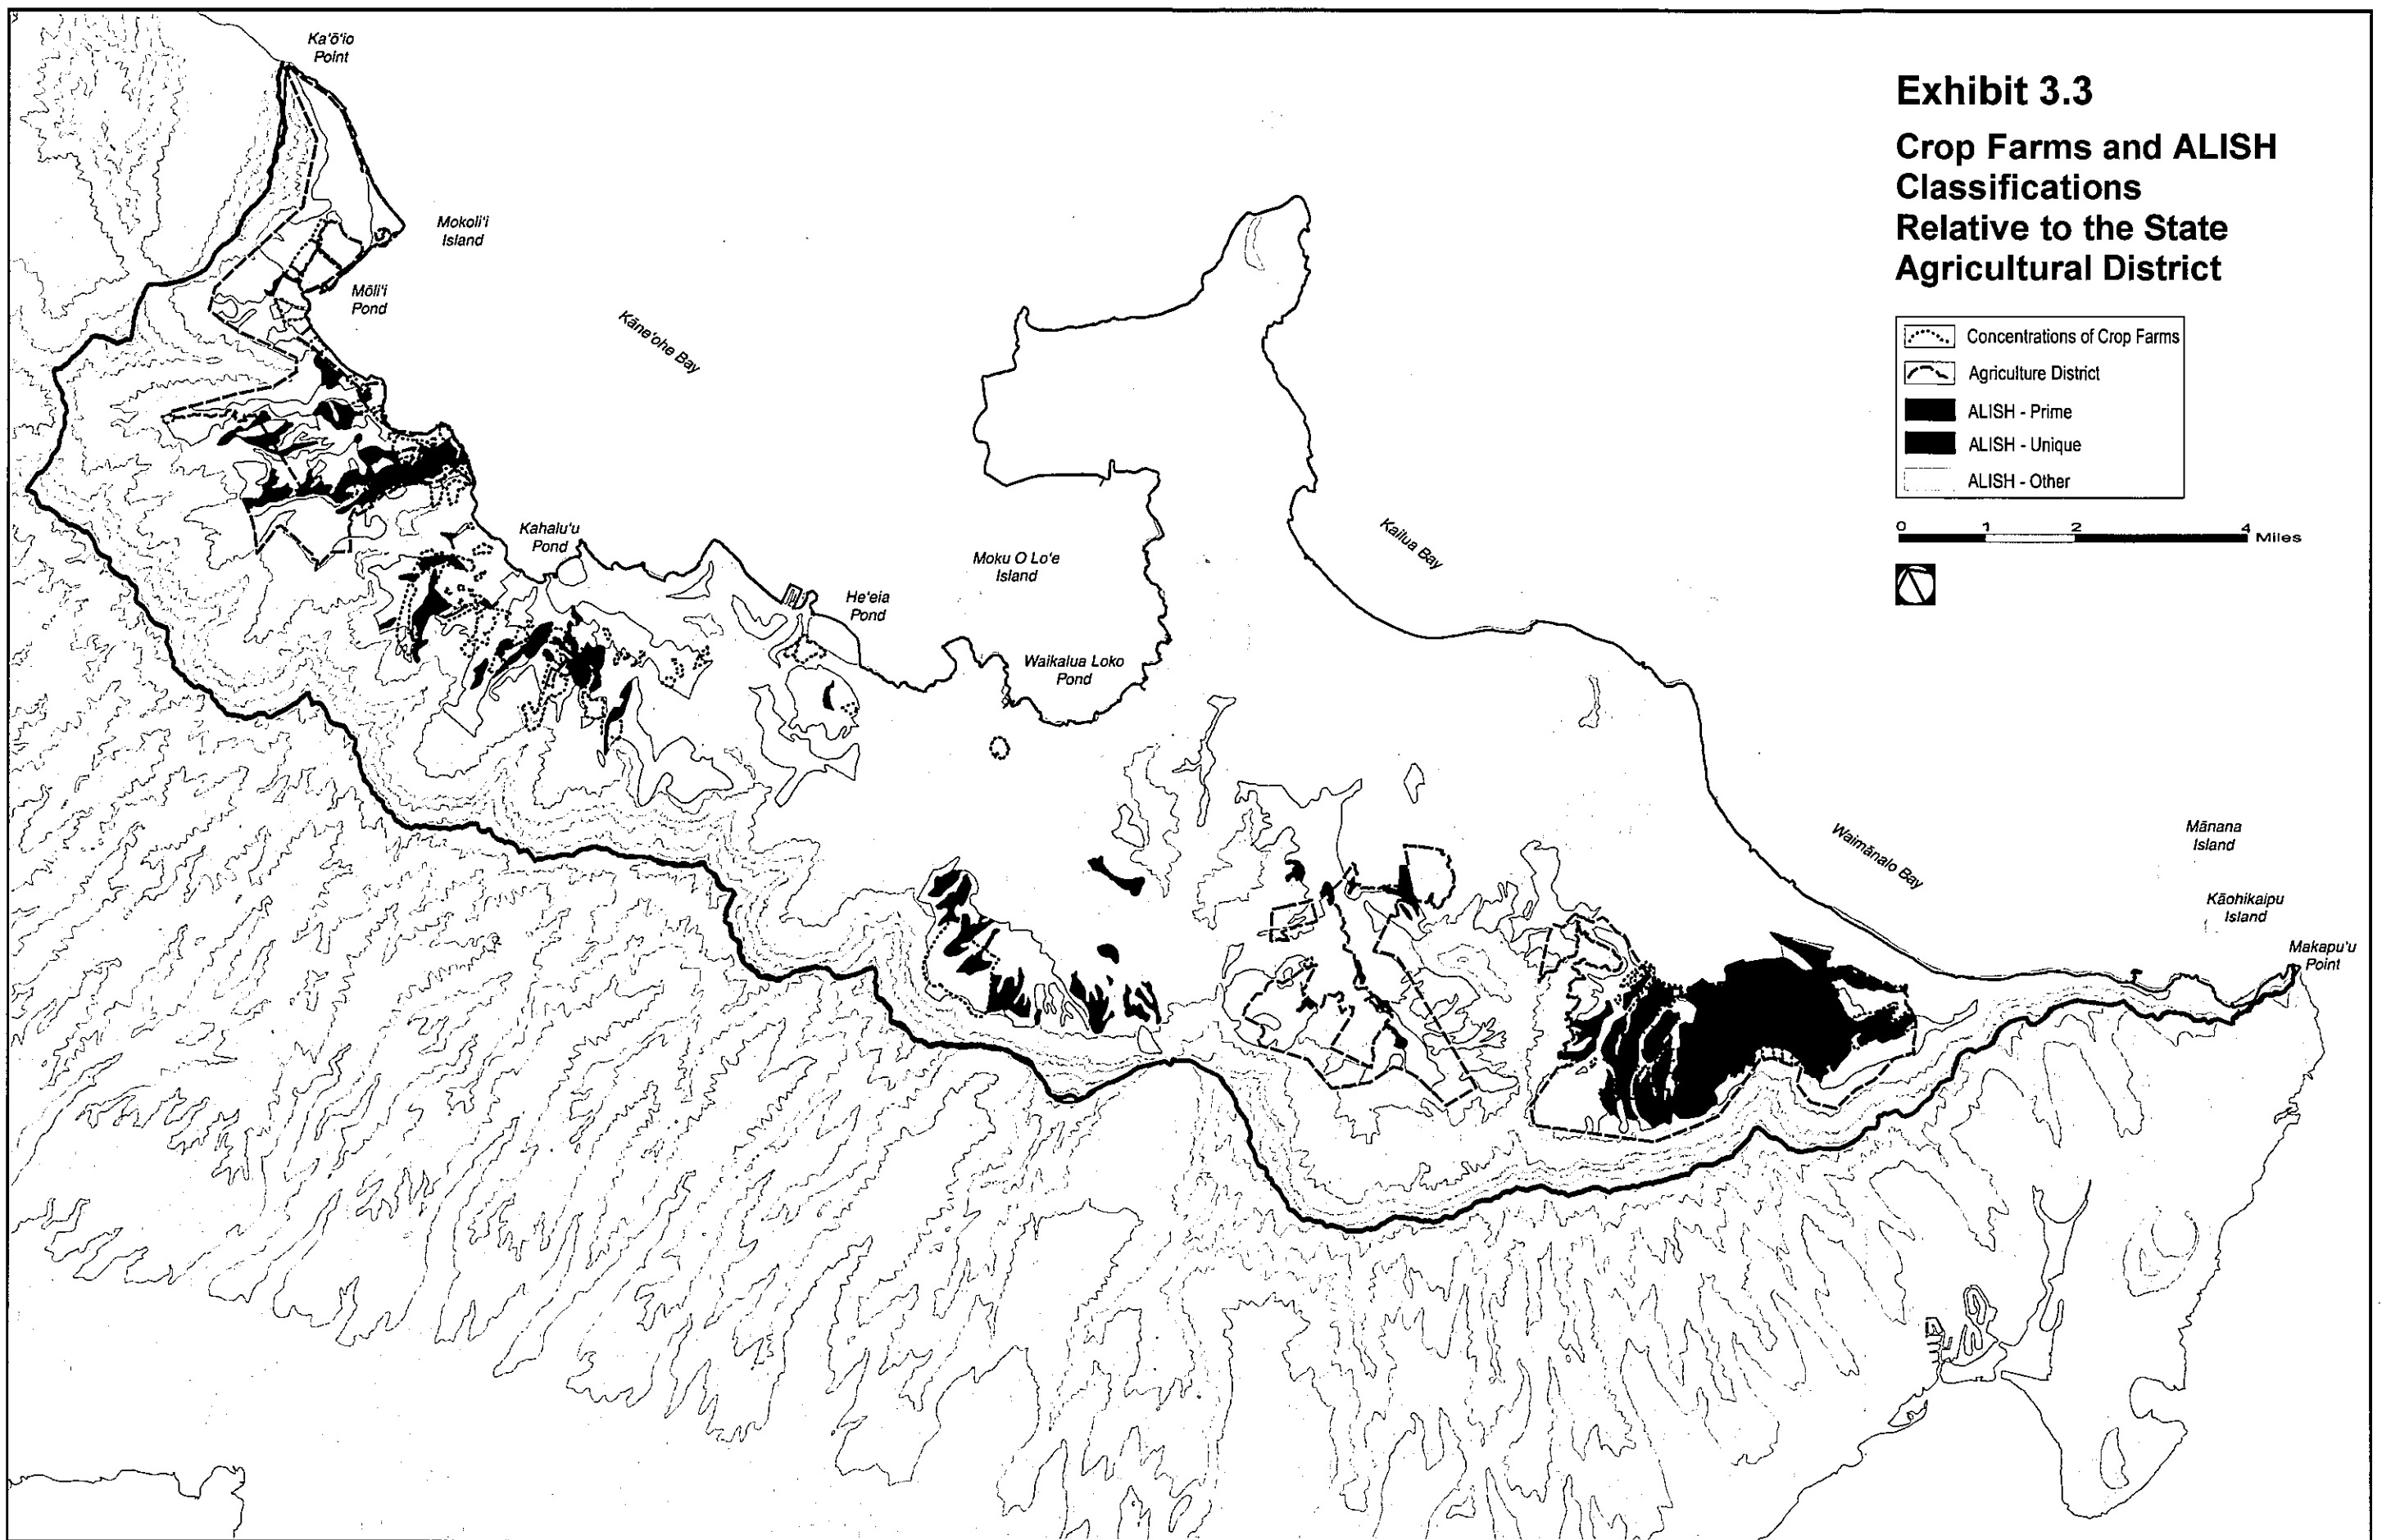 Ka'ō'io
Point
Exhibit 3.3
Crop Farms and ALISH
Classifications
Relative to the State
Agricultural District
Mokoli'i
Island
Mōli'i
Pond
Kāne'ohe Bay
Concentrations of Crop Farms
Agriculture District
ALISH - Prime
ALISH - Unique
ALISH - Other
0 1 2 4 Miles
Kahalu'u
Pond
Moku O Lo'e
Island
Kailua Bay
He'eia
Pond
Waikalua Loko
Pond
Waimānalo Bay
Mānana
Island
Kāohikaipu
Island
Makapu'u
Point